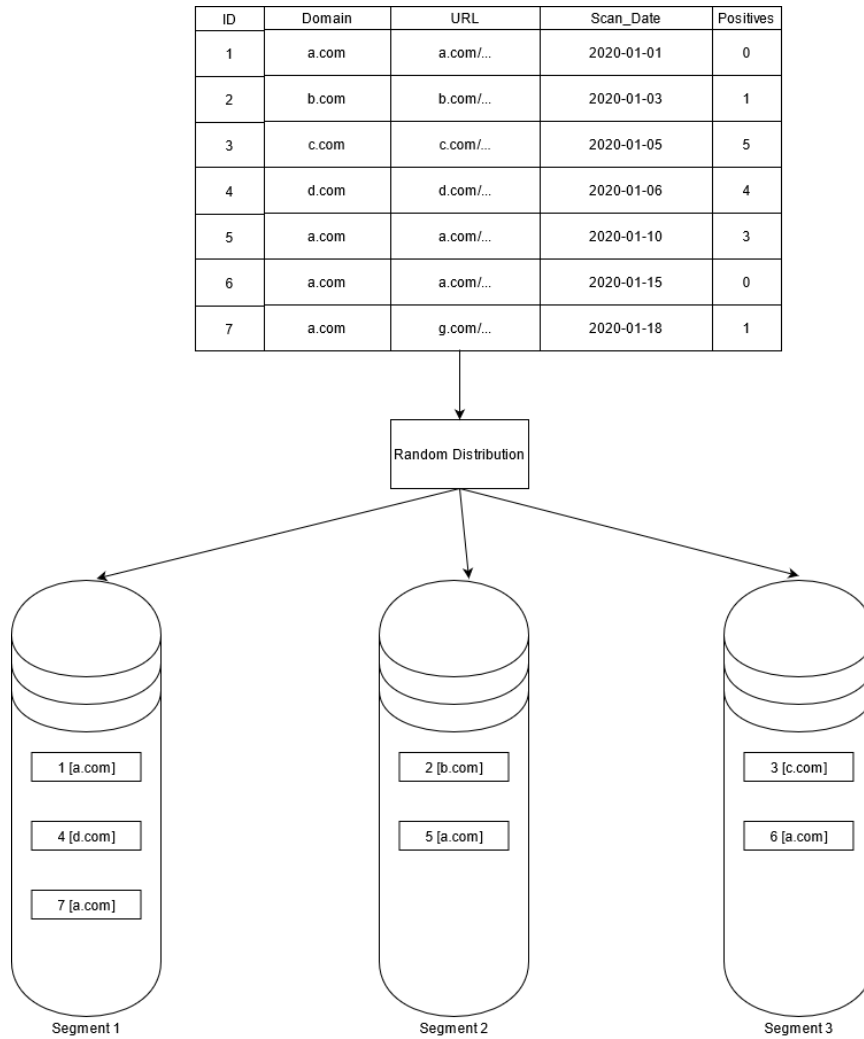 ID Domain URL Scan_Date Positives
1 a.com a.com/... 2020-01-01 0
2 b.com b.com/... 2020-01-03 1
3 c.com c.com/... 2020-01-05 5
4 d.com d.com/... 2020-01-06 4
5 a.com a.com/... 2020-01-10 3
6 a.com a.com/... 2020-01-15 0
7 a.com g.com/... 2020-01-18 1
Random Distribution
1 [a.com] 2 [b.com] 3 [c.com]
4 [d.com] 5 [a.com] 6 [a.com]
7 [a.com]
Segment 1 Segment 2 Segment 3